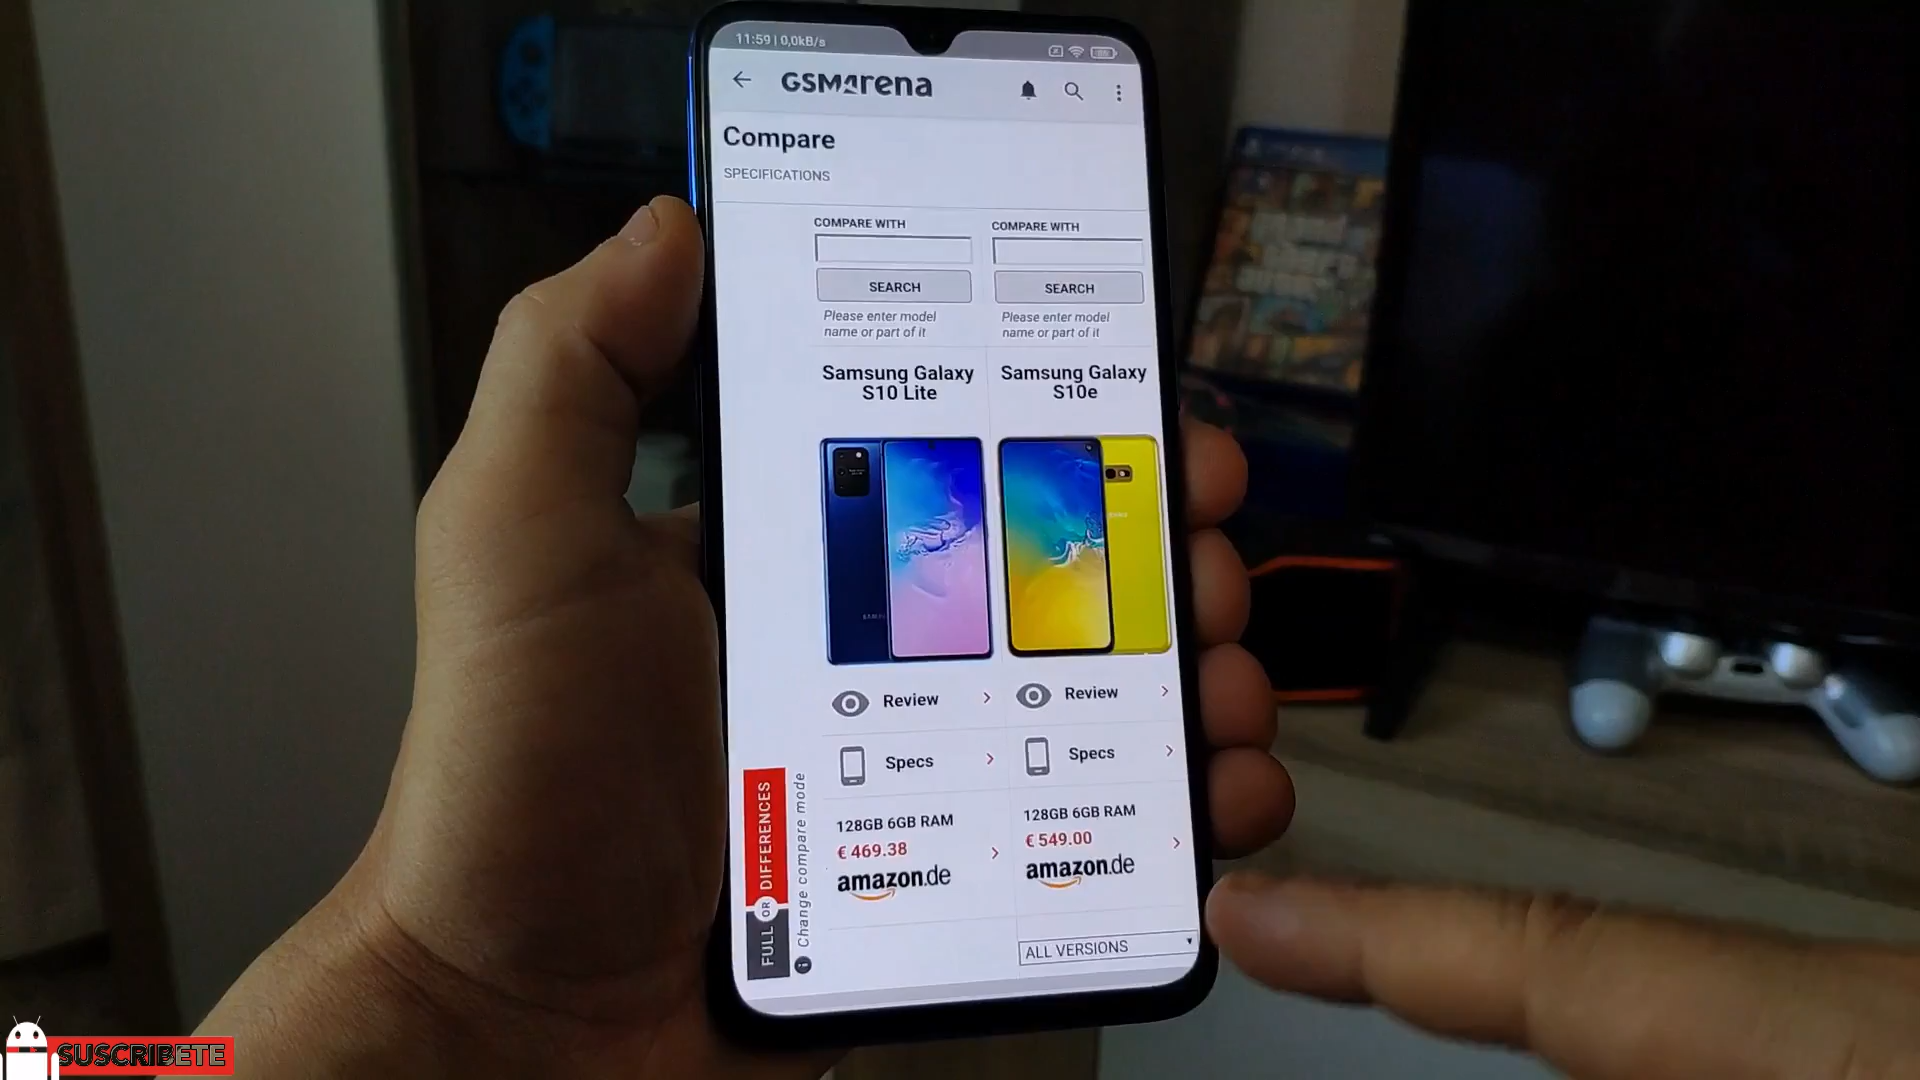 11:59 | 0,0kB/s
GSMArena
Compare
SPECIFICATIONS
COMPARE WITH
COMPARE WITH
SEARCH
SEARCH
Please enter model
name or part of it
Please enter model
name or part of it
Samsung Galaxy
S10 Lite
Samsung Galaxy
S10e
Review
Review
Specs
Specs
128GB 6GB RAM
€ 469.38
amazon.de
128GB 6GB RAM
€ 549.00
amazon.de
ALL VERSIONS
FULL OR DIFFERENCES
Change compare mode
SUSCRIBETE